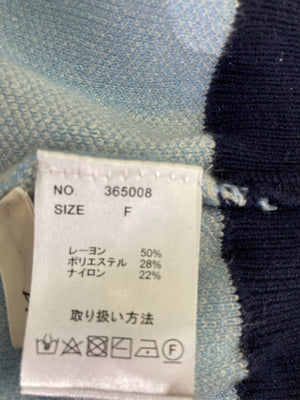 NO. 365008
SIZE F
レーヨン 50%
ポリエステル 28%
ナイロン 22%
取り扱い方法
F